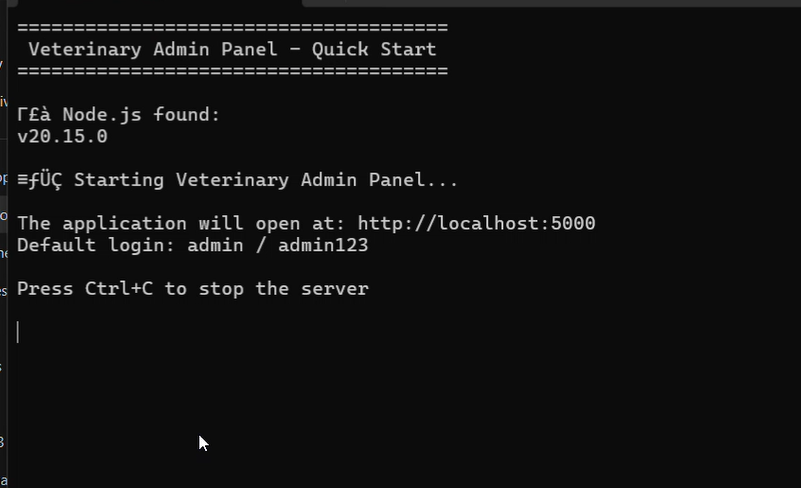 ======================================
Veterinary Admin Panel - Quick Start
======================================
Γ£à Node.js found:
v20.15.0
≡ƒÜÇ Starting Veterinary Admin Panel...
The application will open at: http://localhost:5000
Default login: admin / admin123
Press Ctrl+C to stop the server